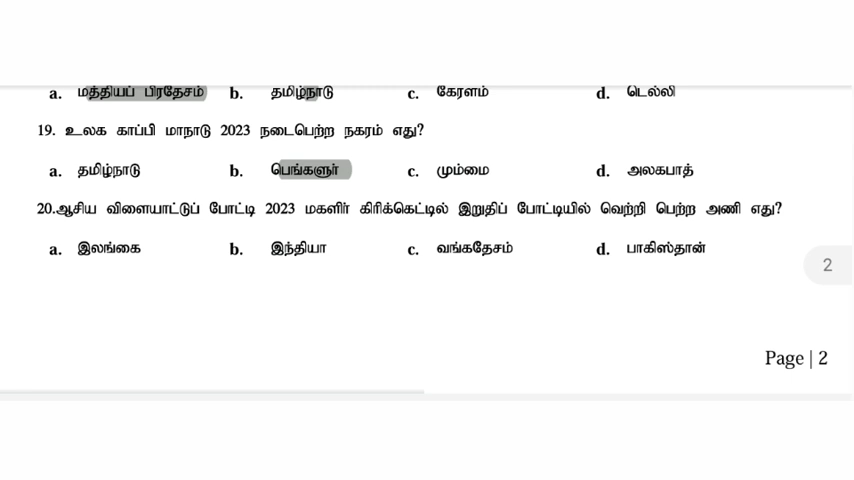 a. மத்தியப் பிரதேசம் b. தமிழ்நாடு c. கேரளம் d. டெல்லி
19. உலக காப்பி மாநாடு 2023 நடைபெற்ற நகரம் எது?
a. தமிழ்நாடு b. பெங்களுர் c. மும்மை d. அலகபாத்
20.ஆசிய விளையாட்டுப் போட்டி 2023 மகளிர் கிரிக்கெட்டில் இறுதிப் போட்டியில் வெற்றி பெற்ற அணி எது?
a. இலங்கை b. இந்தியா c. வங்கதேசம் d. பாகிஸ்தான்
2
Page | 2